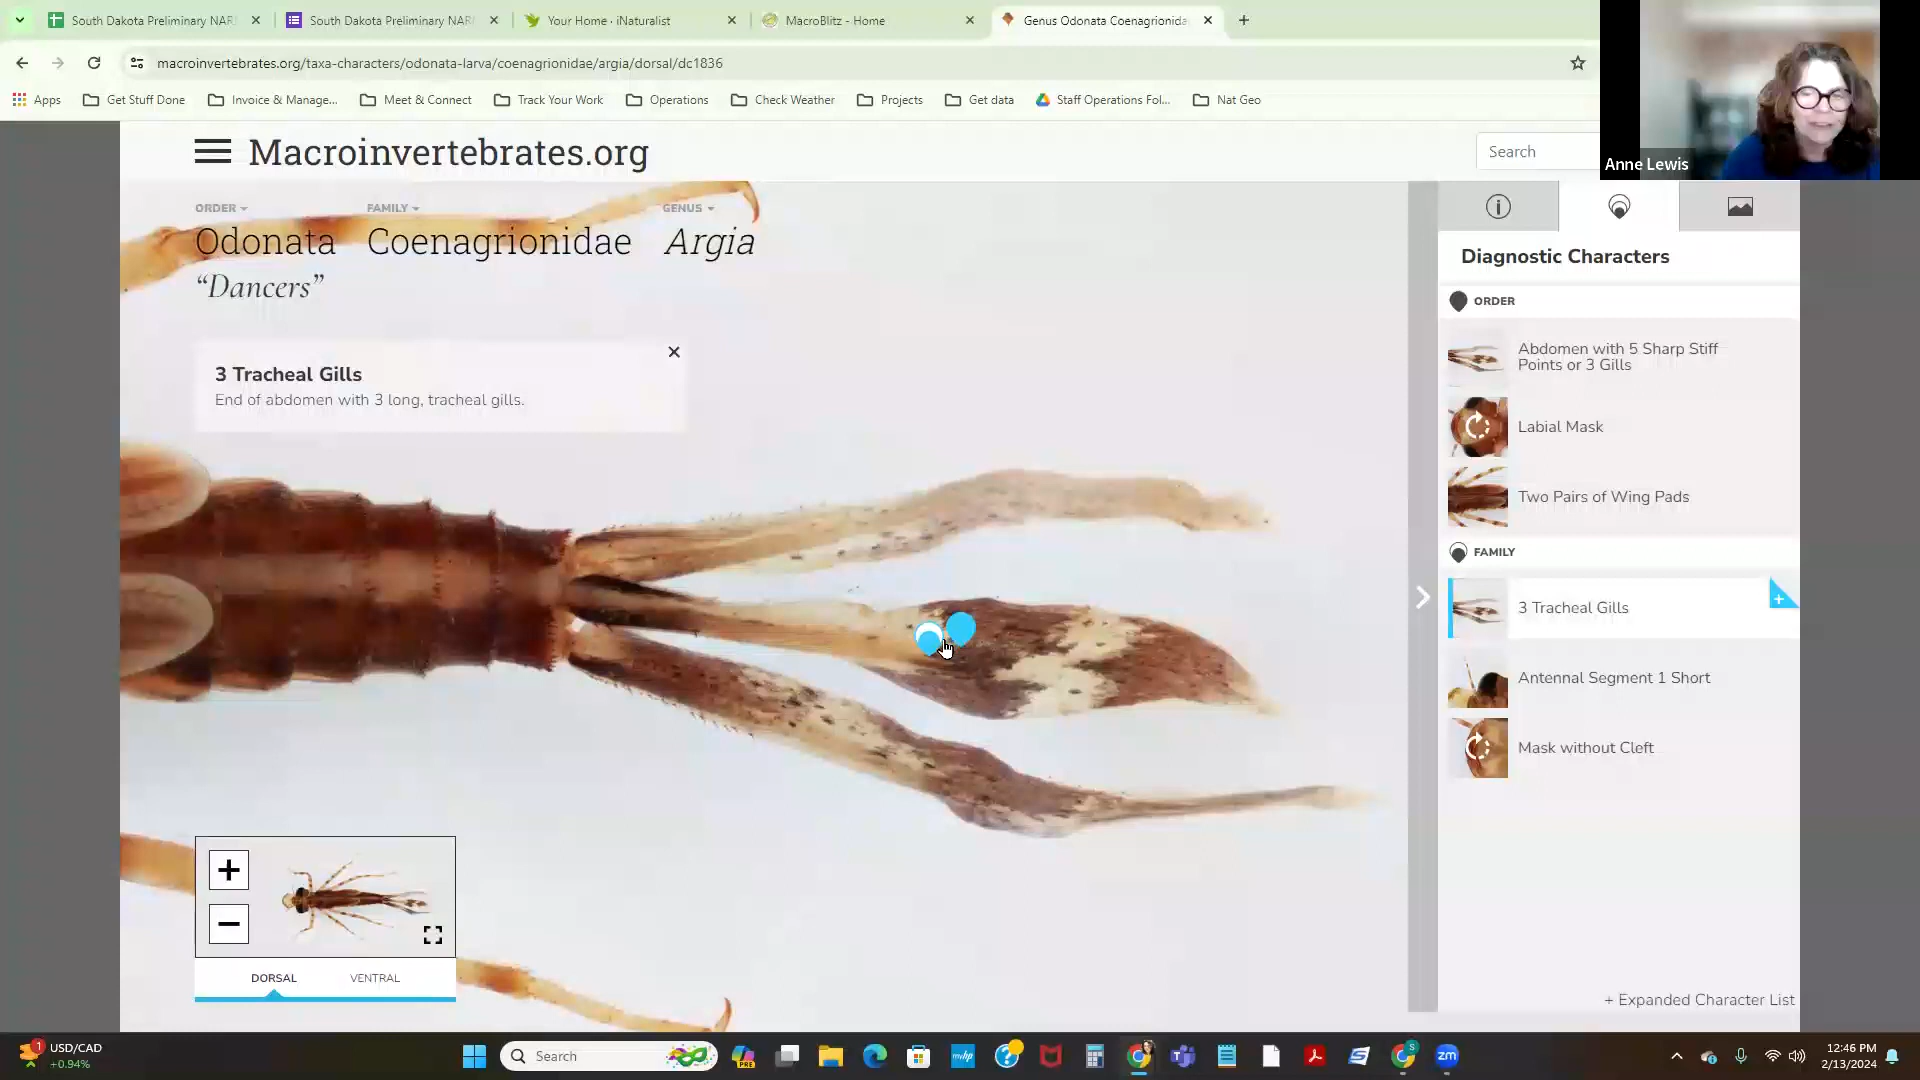 South Dakota Preliminary NAR
South Dakota Preliminary NAR
Your Home · iNaturalist
MacroBlitz - Home
Genus Odonata Coenagrionida
macroinvertebrates.org/taxa-characters/odonata-larva/coenagrionidae/argia/dorsal/dc1836
Apps
Get Stuff Done
Invoice & Manage...
Meet & Connect
Track Your Work
Operations
Check Weather
Projects
Get data
Staff Operations Fol...
Nat Geo
Anne Lewis
Macroinvertebrates.org
Search
ORDER
FAMILY
GENUS
Odonata
Coenagrionidae
Argia
“Dancers”
3 Tracheal Gills
End of abdomen with 3 long, tracheal gills.
DORSAL
VENTRAL
Diagnostic Characters
ORDER
Abdomen with 5 Sharp Stiff
Points or 3 Gills
Labial Mask
Two Pairs of Wing Pads
FAMILY
3 Tracheal Gills
Antennal Segment 1 Short
Mask without Cleft
+ Expanded Character List
1
USD/CAD
+0.94%
Search
PRE
mhp
S
zm
12:46 PM
2/13/2024